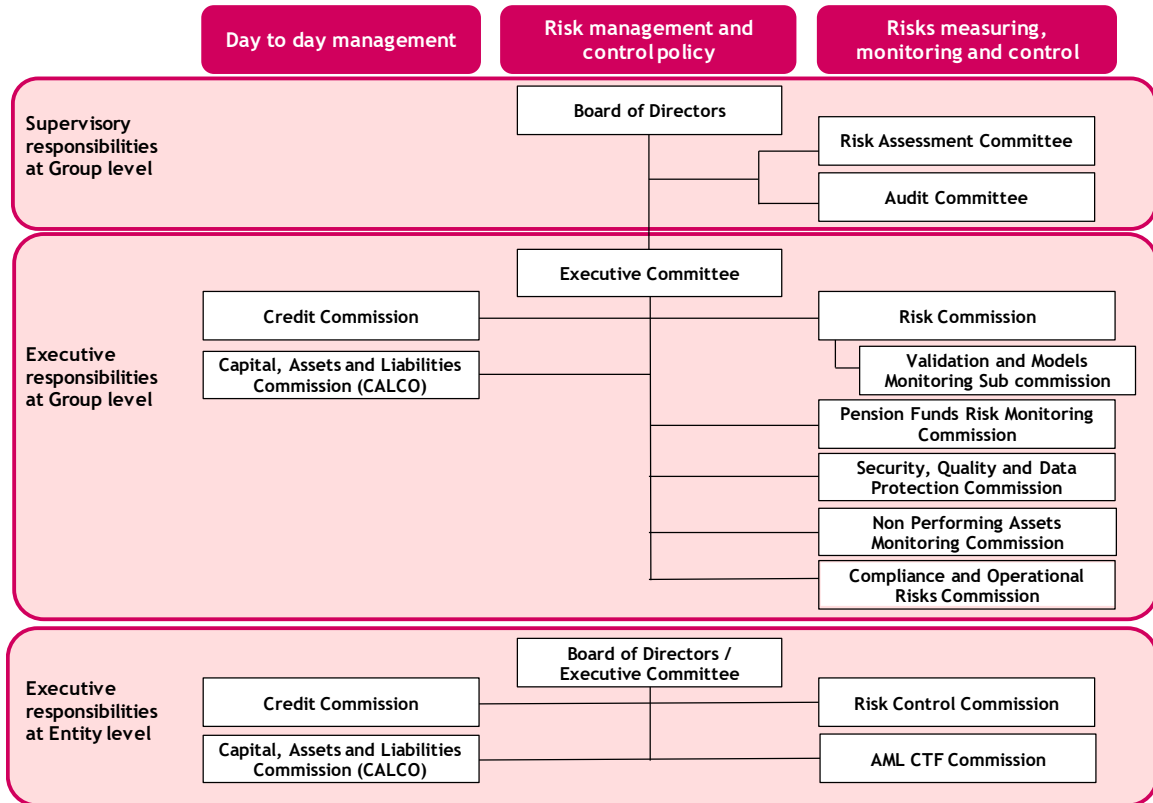 Day to day management
Risk management and
control policy
Risks measuring,
monitoring and control
Supervisory
responsibilities
at Group level
Board of Directors
Risk Assessment Committee
Audit Committee
Executive
responsibilities
at Group level
Executive Committee
Credit Commission
Risk Commission
Capital, Assets and Liabilities
Commission (CALCO)
Validation and Models
Monitoring Sub commission
Pension Funds Risk Monitoring
Commission
Security, Quality and Data
Protection Commission
Non Performing Assets
Monitoring Commission
Compliance and Operational
Risks Commission
Executive
responsibilities
at Entity level
Board of Directors /
Executive Committee
Credit Commission
Risk Control Commission
Capital, Assets and Liabilities
Commission (CALCO)
AML CTF Commission